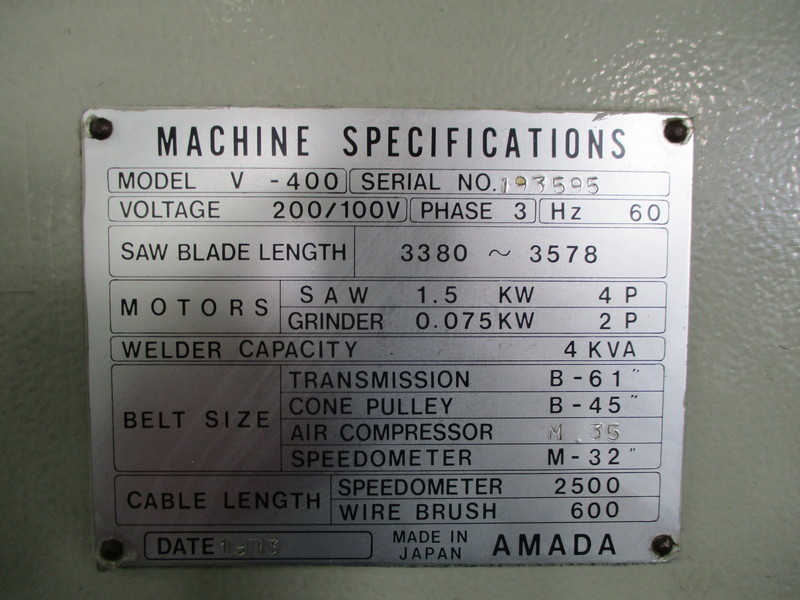 MACHINE SPECIFICATIONS
MODEL V -400 SERIAL NO. 193595
VOLTAGE 200/100V PHASE 3 Hz 60
SAW BLADE LENGTH 3380 ~ 3578
MOTORS SAW 1.5 KW 4 P
GRINDER 0.075 KW 2 P
WELDER CAPACITY 4 KVA
BELT SIZE TRANSMISSION B-61"
CONE PULLEY B-45"
AIR COMPRESSOR M 35
SPEEDOMETER M-32"
CABLE LENGTH SPEEDOMETER 2500
WIRE BRUSH 600
DATE 1973 MADE IN JAPAN AMADA